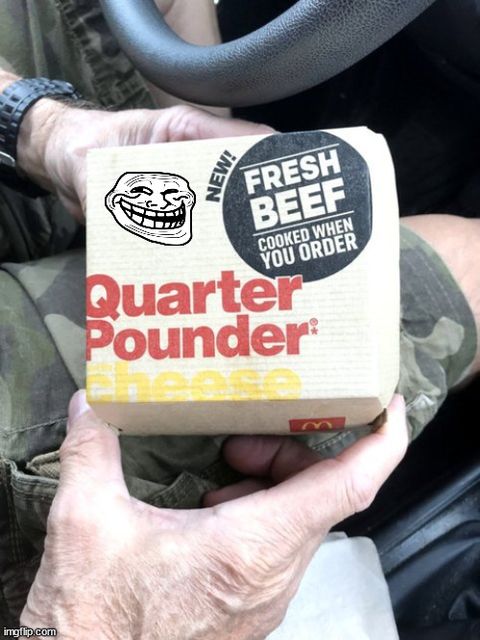 NEW!
FRESH
BEEF
COOKED WHEN
YOU ORDER
Quarter
Pounder®*
Cheese
imgflip.com